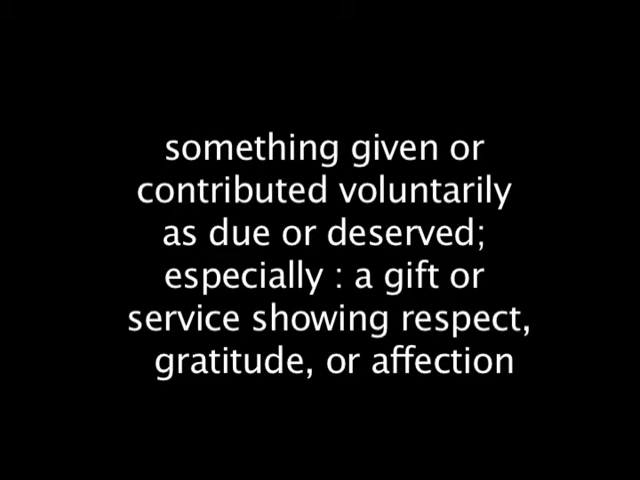 something given or
contributed voluntarily
as due or deserved;
especially : a gift or
service showing respect,
gratitude, or affection